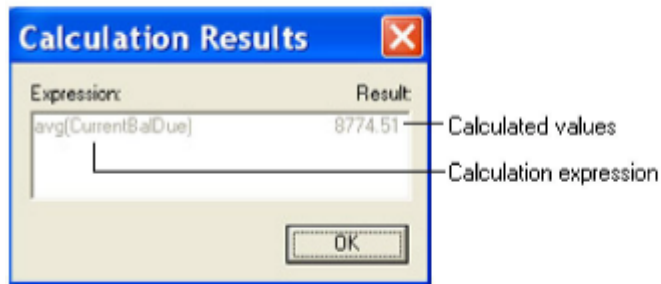 Calculation Results
Expression: Result:
avg(CurrentBalDue) 8774.51
Calculated values
Calculation expression
OK